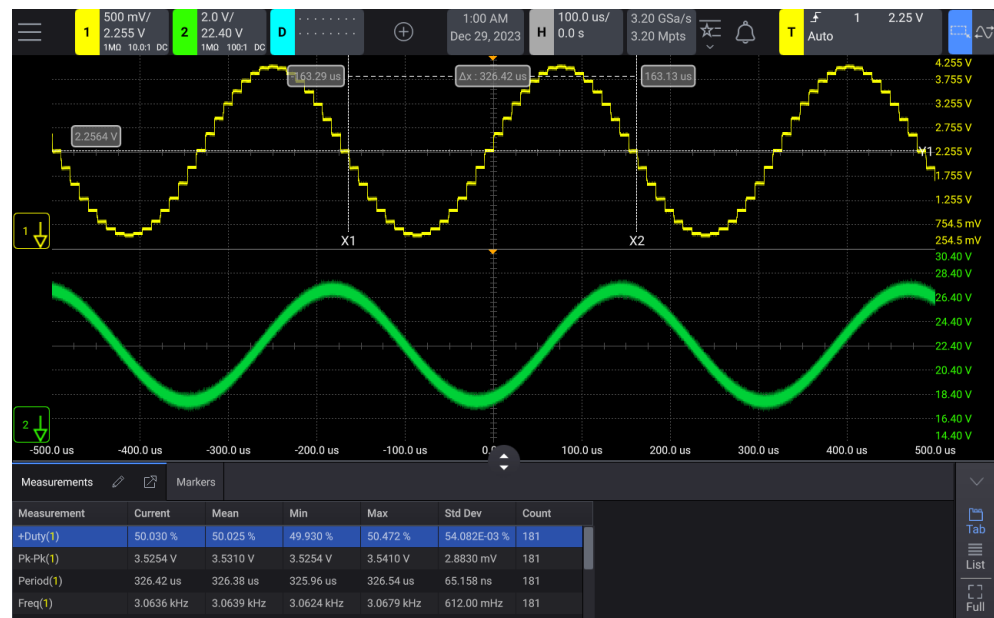 500 mV/
1 2.255 V
1MΩ 10.0:1 DC
2.0 V/
2 22.40 V
1MΩ 100:1 DC
D
1:00 AM
Dec 29, 2023
H
100.0 us/
0.0 s
3.20 GSa/s
3.20 Mpts
T
1 2.25 V
Auto
4.255 V
163.29 us
Δx : 326.42 us
163.13 us
3.755 V
3.255 V
2.2564 V
2.755 V
Y1
2.255 V
1.755 V
1.255 V
1
754.5 mV
X1
X2
254.5 mV
30.40 V
28.40 V
26.40 V
24.40 V
22.40 V
20.40 V
18.40 V
16.40 V
2
14.40 V
-500.0 us -400.0 us -300.0 us -200.0 us -100.0 us 0. 100.0 us 200.0 us 300.0 us 400.0 us 500.0 us
Measurements Markers
Measurement Current Mean Min Max Std Dev Count
+Duty(1) 50.030 % 50.025 % 49.930 % 50.472 % 54.082E-03 % 181
Pk-Pk(1) 3.5254 V 3.5310 V 3.5254 V 3.5410 V 2.8830 mV 181
Period(1) 326.42 us 326.38 us 325.96 us 326.54 us 65.158 ns 181
Freq(1) 3.0636 kHz 3.0639 kHz 3.0624 kHz 3.0679 kHz 612.00 mHz 181
Tab
List
Full